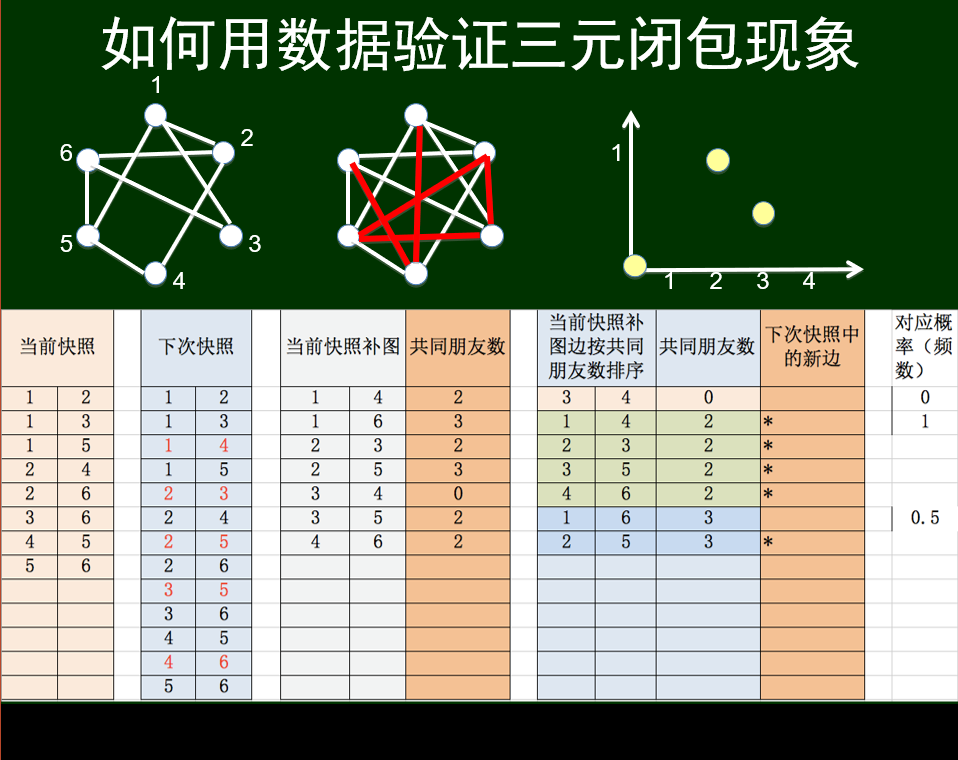 如何用数据验证三元闭包现象
1
2
6
5
3
4
1
1 2 3 4
当前快照
1 2
1 3
1 5
2 4
2 6
3 6
4 5
5 6
下次快照
1 2
1 3
1 4
1 5
2 3
2 4
2 5
2 6
3 5
3 6
4 5
4 6
5 6
当前快照补图 共同朋友数
1 4 2
1 6 3
2 3 2
2 5 3
3 4 0
3 5 2
4 6 2
当前快照补
图边按共同
朋友数排序
共同朋友数
下次快照中
的新边
3 4 0
1 4 2 *
2 3 2 *
3 5 2 *
4 6 2 *
1 6 3
2 5 3 *
对应概
率（频
数）
0
1
0.5